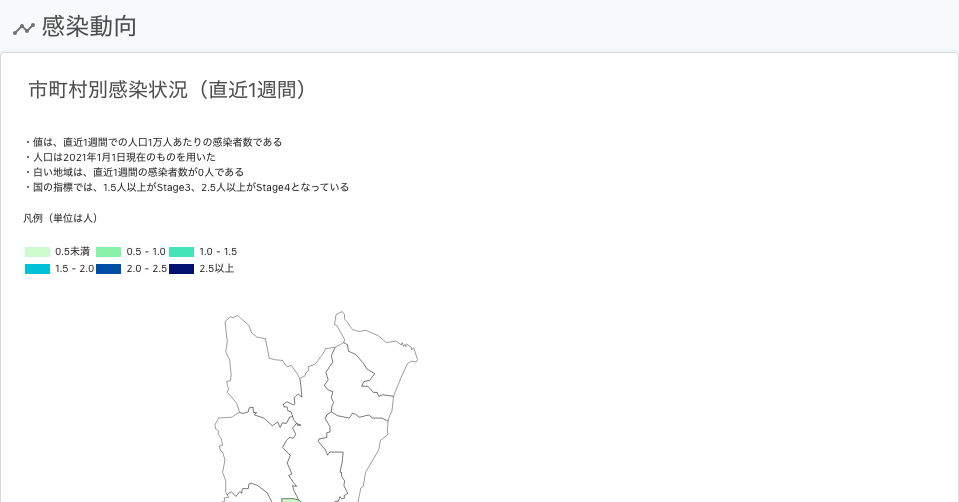 感染動向
市町村別感染状況（直近1週間）
・値は、直近1週間での人口1万人あたりの感染者数である
・人口は2021年1月1日現在のものを用いた
・白い地域は、直近1週間の感染者数が0人である
・国の指標では、1.5人以上がStage3、2.5人以上がStage4となっている
凡例（単位は人）
0.5未満 0.5 - 1.0 1.0 - 1.5
1.5 - 2.0 2.0 - 2.5 2.5以上